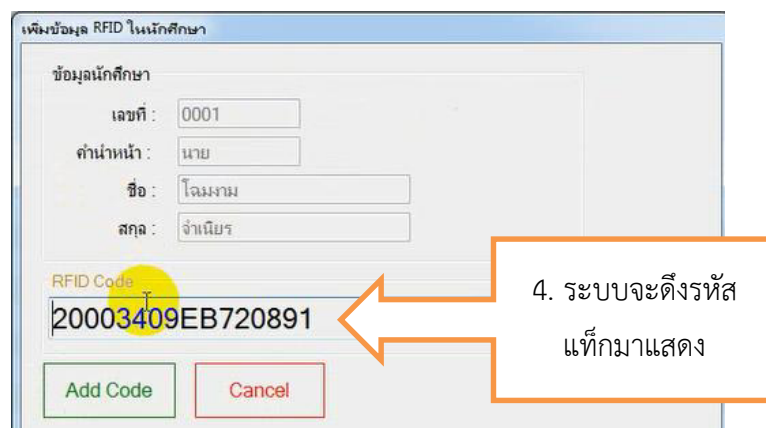 เพิ่มข้อมูล RFID ในนักศึกษา
ข้อมูลนักศึกษา
เลขที่ : 0001
คำนำหน้า : นาย
ชื่อ : โฉมงาม
สกุล : จำเนียร
RFID Code
20003409EB720891
Add Code Cancel
4. ระบบจะดึงรหัส
แท็กมาแสดง